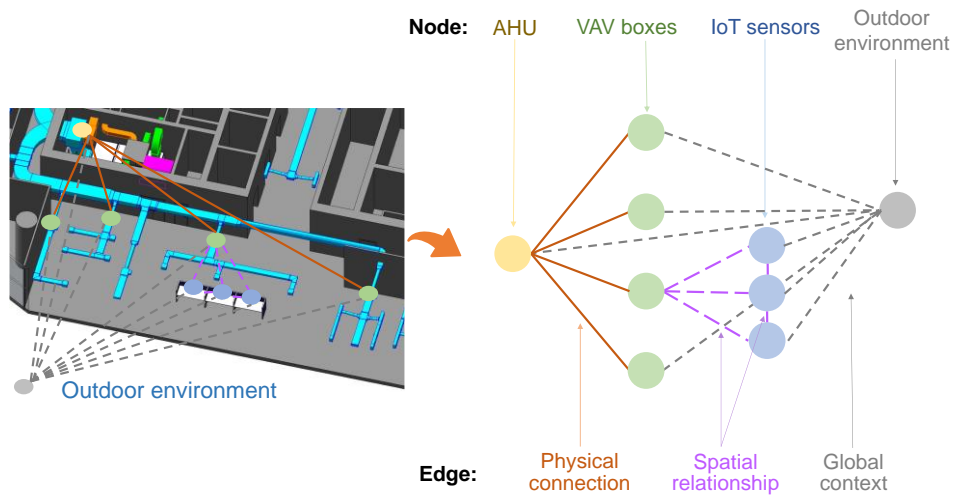 Node: AHU VAV boxes IoT sensors Outdoor
environment
Outdoor environment
Edge: Physical Spatial Global
connection relationship context